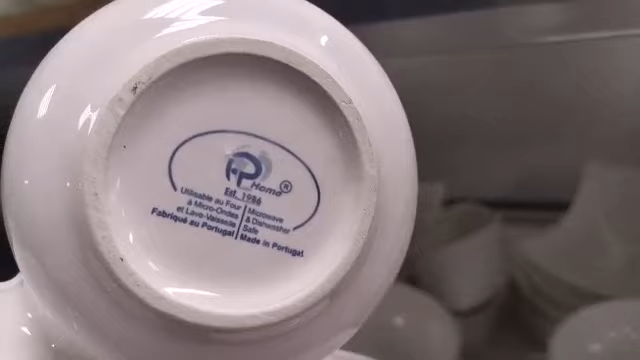 P Home®
Est. 1986
Utilisable au Four
à Micro-Ondes
et Lave-Vaisselle
Fabriqué au Portugal
Microwave
& Dishwasher
Safe
Made in Portugal